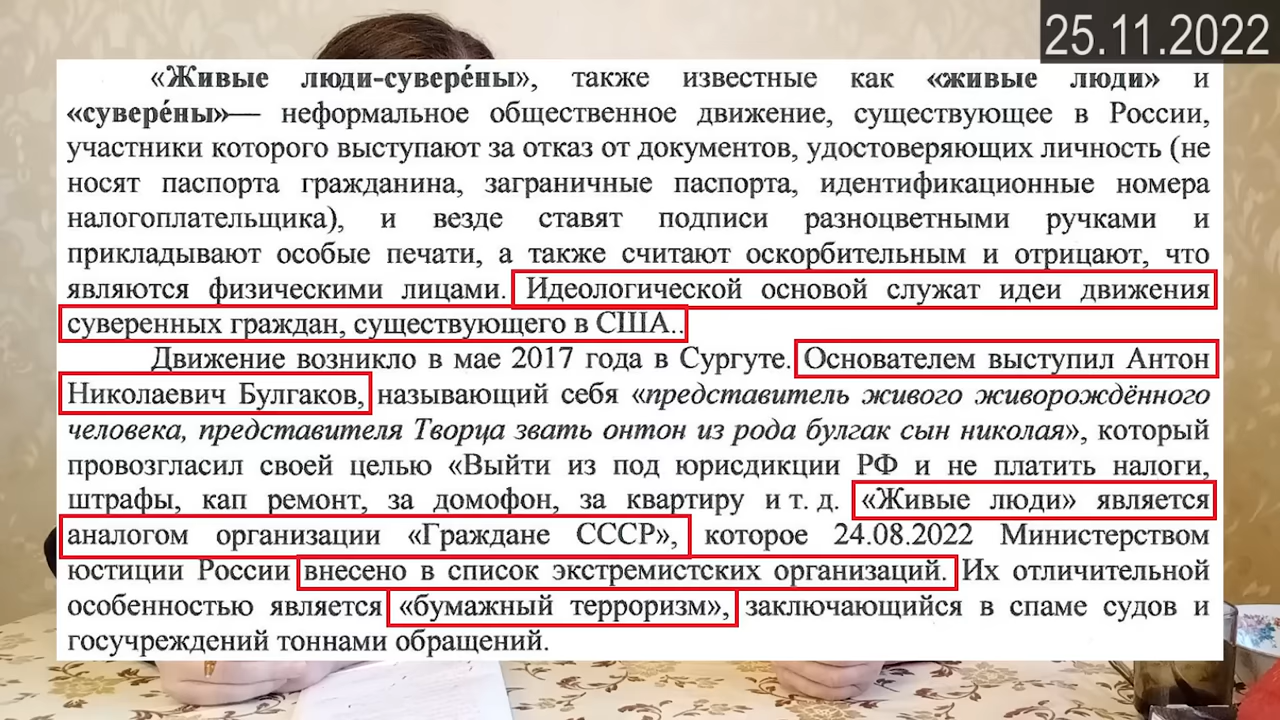 25.11.2022
«Живые люди-суверéны», также известные как «живые люди» и
«суверéны»— неформальное общественное движение, существующее в России,
участники которого выступают за отказ от документов, удостоверяющих личность (не
носят паспорта гражданина, заграничные паспорта, идентификационные номера
налогоплательщика), и везде ставят подписи разноцветными ручками и
прикладывают особые печати, а также считают оскорбительным и отрицают, что
являются физическими лицами. Идеологической основой служат идеи движения
суверенных граждан, существующего в США..
Движение возникло в мае 2017 года в Сургуте. Основателем выступил Антон
Николаевич Булгаков, называющий себя «представитель живого живорождённого
человека, представителя Творца звать онтон из рода булгак сын николая», который
провозгласил своей целью «Выйти из под юрисдикции РФ и не платить налоги,
штрафы, кап ремонт, за домофон, за квартиру и т. д. «Живые люди» является
аналогом организации «Граждане СССР», которое 24.08.2022 Министерством
юстиции России внесено в список экстремистских организаций. Их отличительной
особенностью является «бумажный терроризм», заключающийся в спаме судов и
госучреждений тоннами обращений.